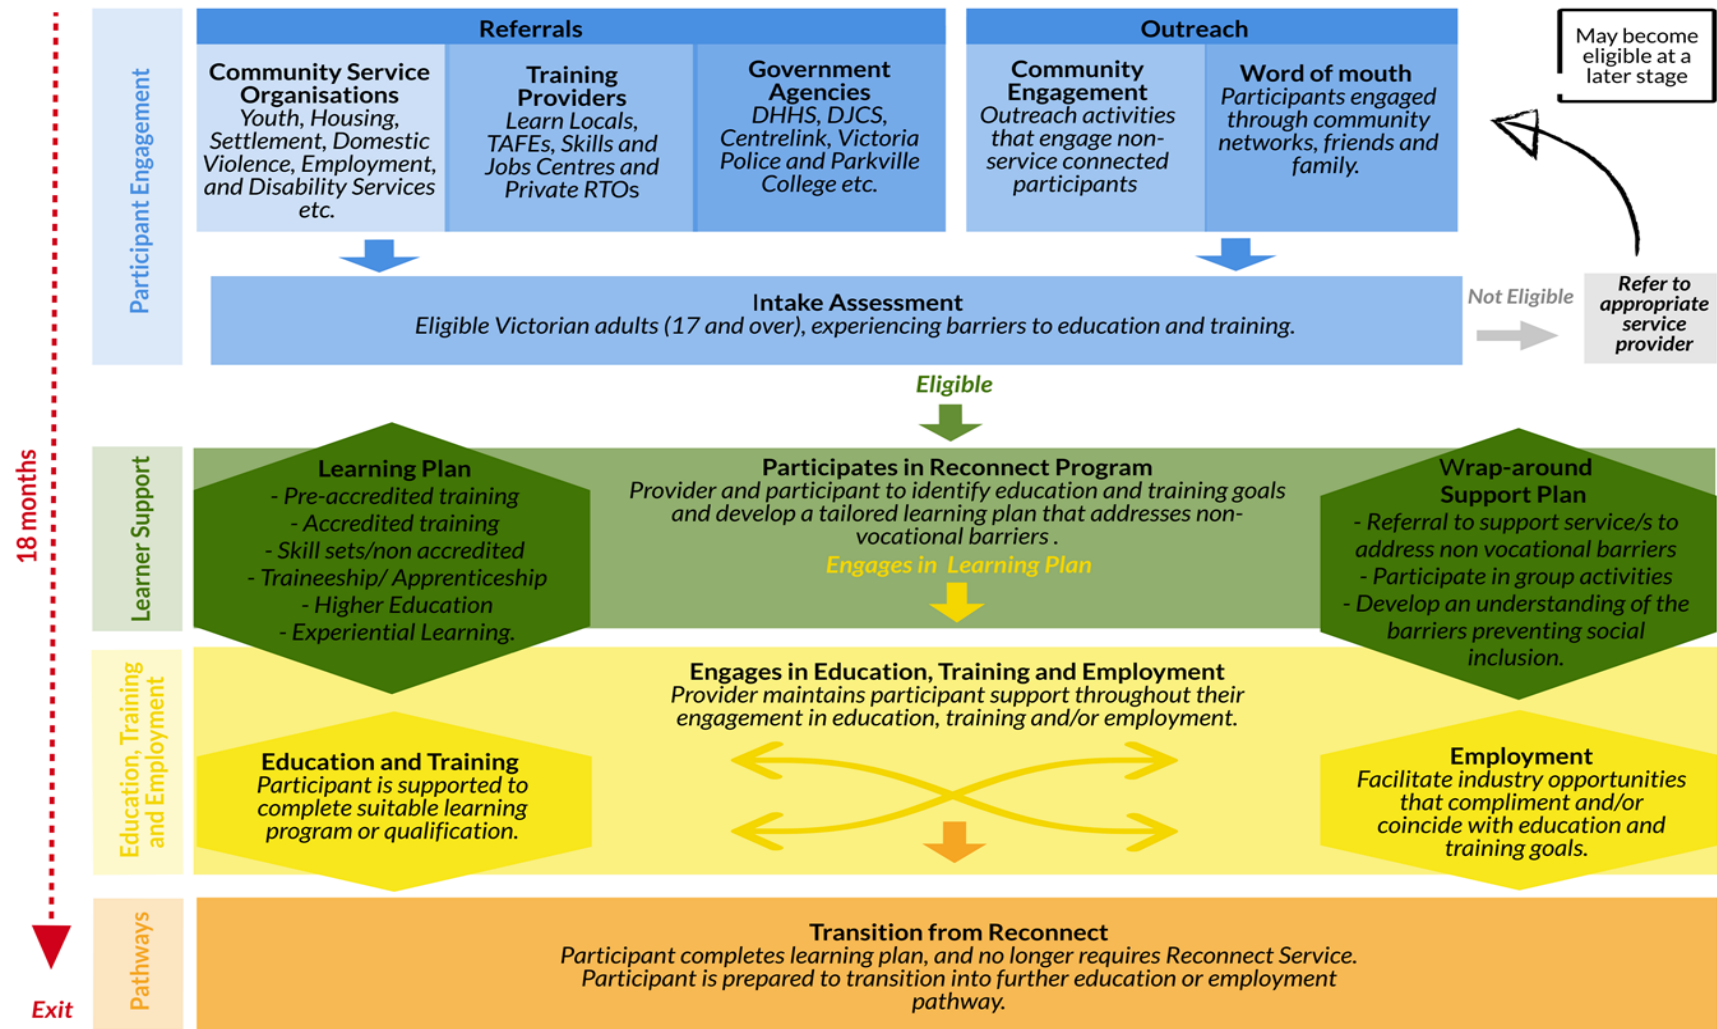 Referrals
Community Service
Organisations
Youth, Housing,
Settlement, Domestic
Violence, Employment,
and Disability Services
etc.
Training
Providers
Learn Locals,
TAFEs, Skills and
Jobs Centres and
Private RTOs
Government
Agencies
DHHS, DJCS,
Centrelink, Victoria
Police and Parkville
College etc.
Outreach
Community
Engagement
Outreach activities
that engage non-
service connected
participants
Word of mouth
Participants engaged
through community
networks, friends and
family.
May become
eligible at a
later stage
Participant Engagement
Intake Assessment
Eligible Victorian adults (17 and over), experiencing barriers to education and training.
Not Eligible
Refer to
appropriate
service
provider
Eligible
18 months
Learner Support
Learning Plan
- Pre-accredited training
- Accredited training
- Skill sets/non accredited
- Traineeship/ Apprenticeship
- Higher Education
- Experiential Learning.
Participates in Reconnect Program
Provider and participant to identify education and training goals
and develop a tailored learning plan that addresses non-
vocational barriers .
Engages in Learning Plan
Wrap-around
Support Plan
- Referral to support service/s to
address non vocational barriers
- Participate in group activities
- Develop an understanding of the
barriers preventing social
inclusion.
Education, Training
and Employment
Engages in Education, Training and Employment
Provider maintains participant support throughout their
engagement in education, training and/or employment.
Education and Training
Participant is supported to
complete suitable learning
program or qualification.
Employment
Facilitate industry opportunities
that compliment and/or
coincide with education and
training goals.
Pathways
Transition from Reconnect
Participant completes learning plan, and no longer requires Reconnect Service.
Participant is prepared to transition into further education or employment
pathway.
Exit